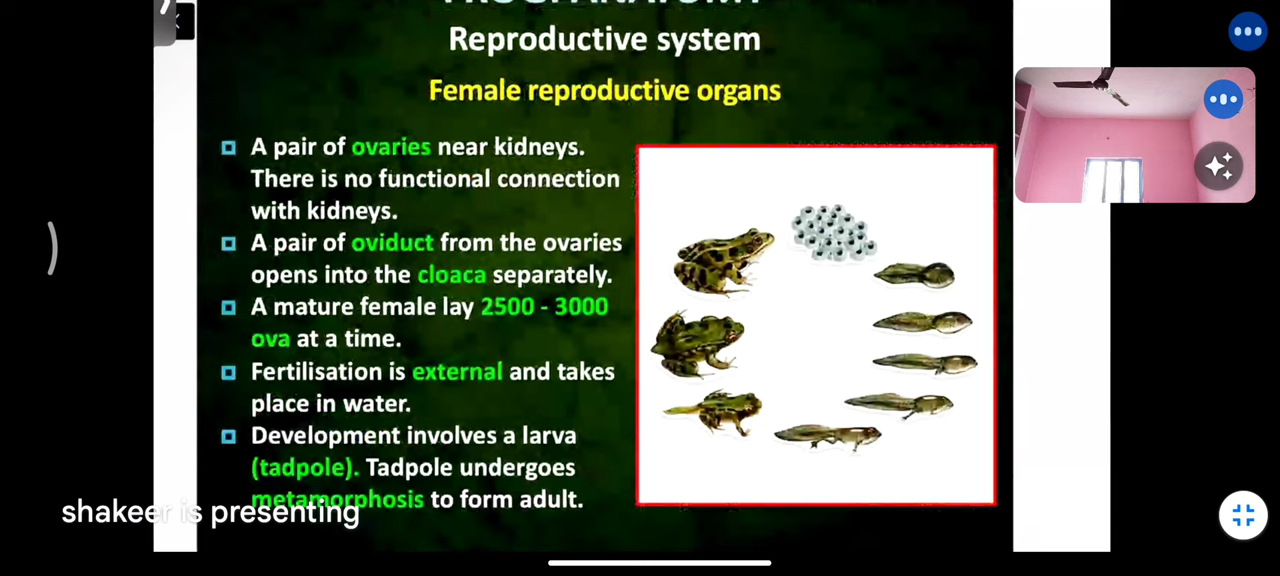 Reproductive system
Female reproductive organs
A pair of ovaries near kidneys.
There is no functional connection
with kidneys.
A pair of oviduct from the ovaries
opens into the cloaca separately.
A mature female lay 2500 - 3000
ova at a time.
Fertilisation is external and takes
place in water.
Development involves a larva
(tadpole). Tadpole undergoes
metamorphosis to form adult.
shakeer is presenting